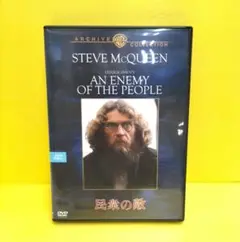 ARCHIVE COLLECTION
STEVE McQUEEN
AN ENEMY
OF THE PEOPLE
民衆の敵
DVD